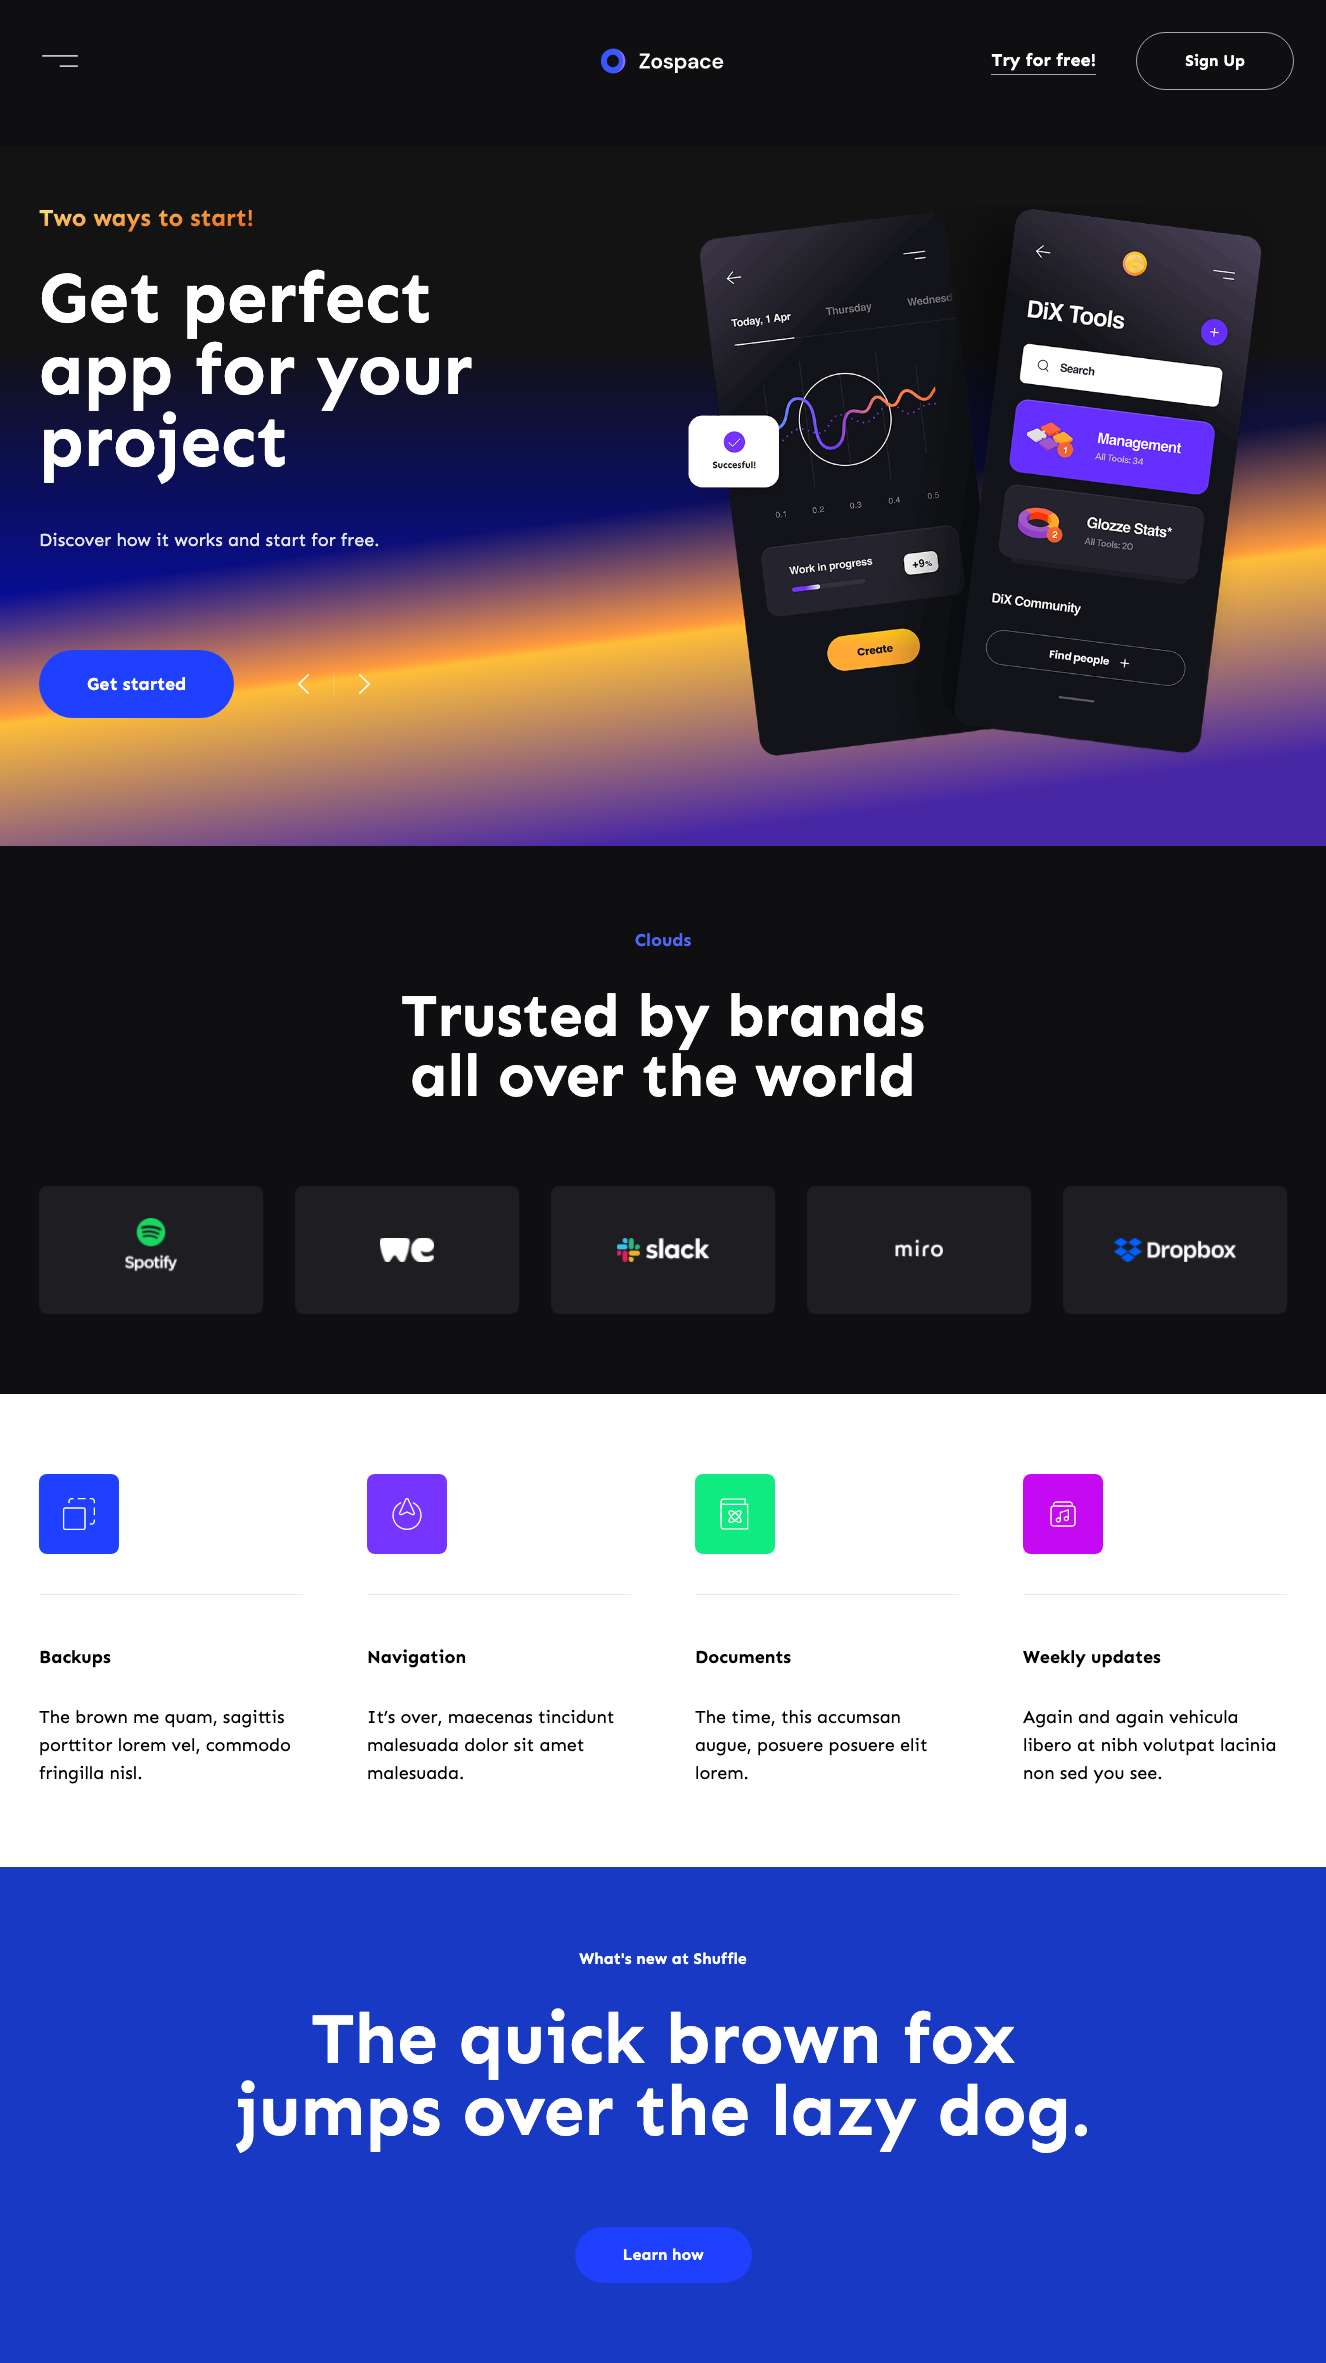 Zospace
Try for free!
Sign Up
Two ways to start!
Get perfect
app for your
project
Discover how it works and start for free.
Get started
Today, 1 Apr
Thursday
Wednesd
Succesful!
0.1
0.2
0.3
0.4
0.5
Work in progress
+9%
Create
DiX Tools
+
Search
Management
All Tools: 34
1
Glozze Stats*
All Tools: 20
2
DiX Community
Find people +
Clouds
Trusted by brands
all over the world
Spotify
we
slack
miro
Dropbox
Backups
The brown me quam, sagittis
porttitor lorem vel, commodo
fringilla nisl.
Navigation
It’s over, maecenas tincidunt
malesuada dolor sit amet
malesuada.
Documents
The time, this accumsan
augue, posuere posuere elit
lorem.
Weekly updates
Again and again vehicula
libero at nibh volutpat lacinia
non sed you see.
What's new at Shuffle
The quick brown fox
jumps over the lazy dog.
Learn how